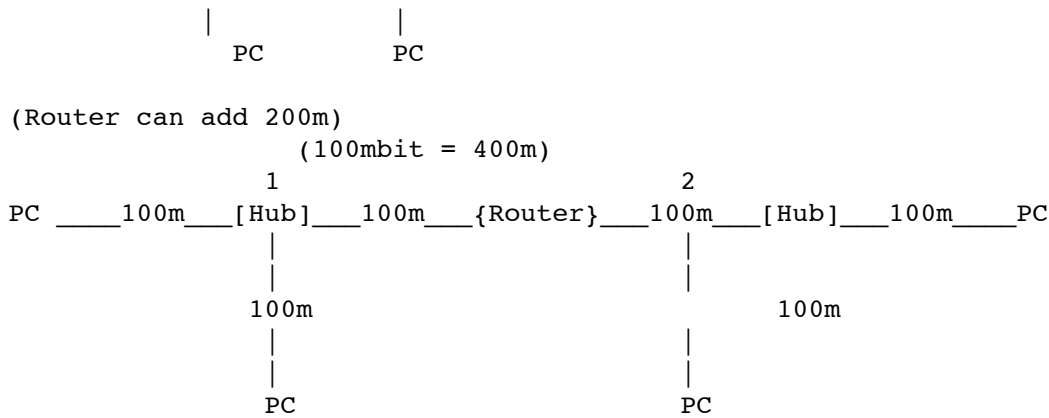 |            |
PC        PC
(Router can add 200m)
(100mbit = 400m)
1                          2
PC ____100m___[Hub]___100m___{Router}___100m___[Hub]___100m____PC
|                          |
|                          |
100m                              100m
|                          |
|                          |
PC                        PC